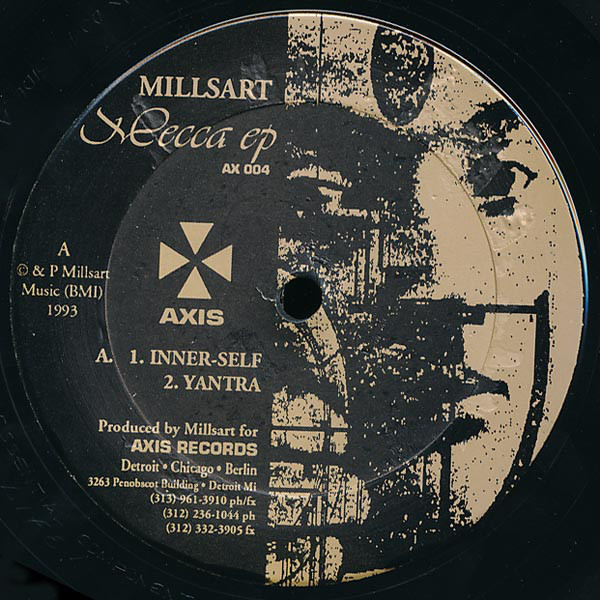 MILLSART
Mecca ep
AX 004
AXIS
A
© & P Millsart
Music (BMI)
1993
A. 1. INNER-SELF
2. YANTRA
Produced by Millsart for
AXIS RECORDS
Detroit • Chicago • Berlin
3263 Penobscot Building • Detroit Mi
(313)-961-3910 ph/fx
(312) 236-1044 ph
(312) 332-3905 fx